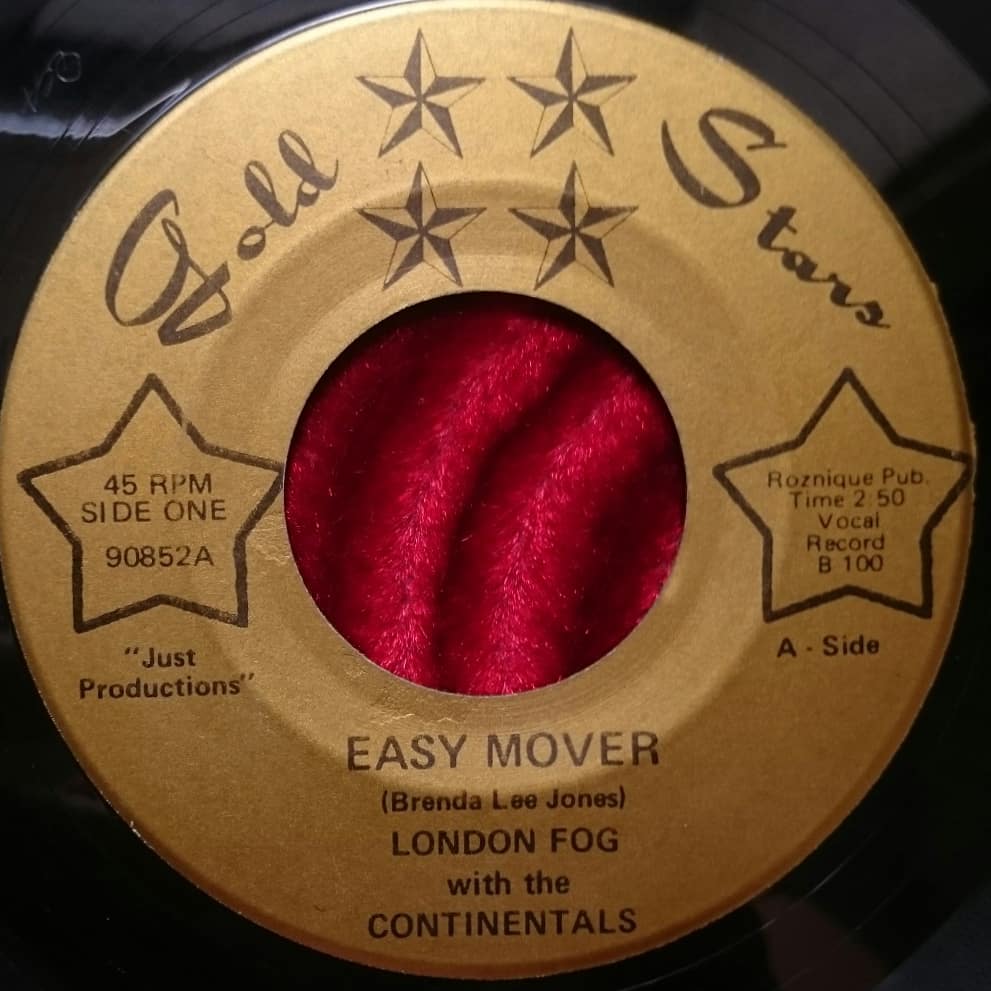 Gold Stars
45 RPM
SIDE ONE
90852A
"Just
Productions"
Roznique Pub.
Time 2:50
Vocal
Record
B 100
A - Side
EASY MOVER
(Brenda Lee Jones)
LONDON FOG
with the
CONTINENTALS